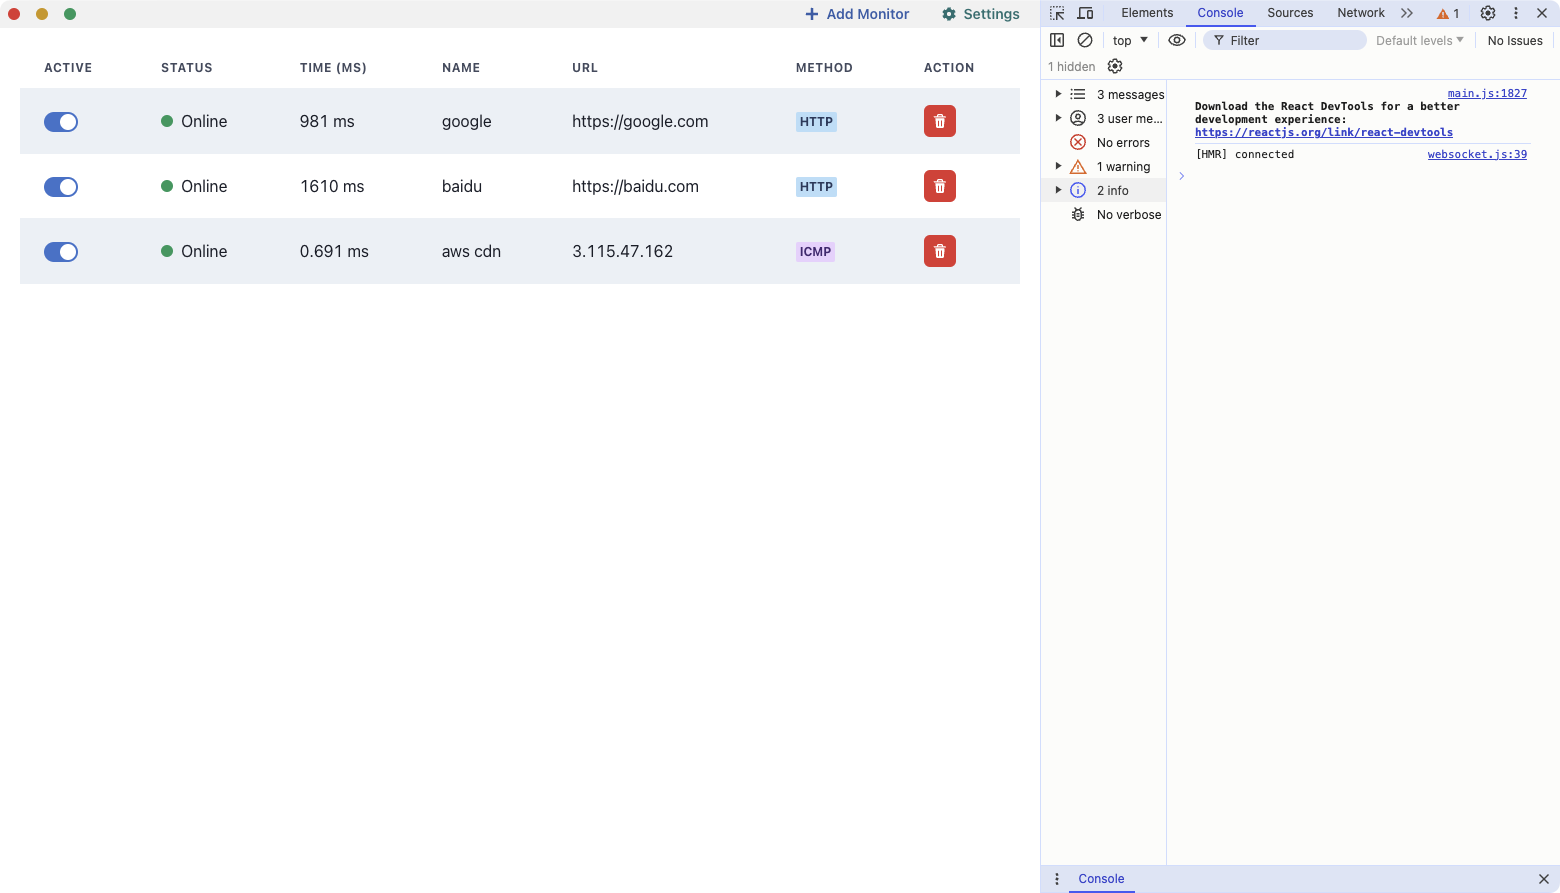 Add Monitor Settings
ACTIVE STATUS TIME (MS) NAME URL METHOD ACTION
Online 981 ms google https://google.com HTTP
Online 1610 ms baidu https://baidu.com HTTP
Online 0.691 ms aws cdn 3.115.47.162 ICMP
Elements Console Sources Network 1
top Filter Default levels No Issues
1 hidden
3 messages
3 user me...
No errors
1 warning
2 info
No verbose
main.js:1827
Download the React DevTools for a better
development experience:
https://reactjs.org/link/react-devtools
[HMR] connected websocket.js:39
Console